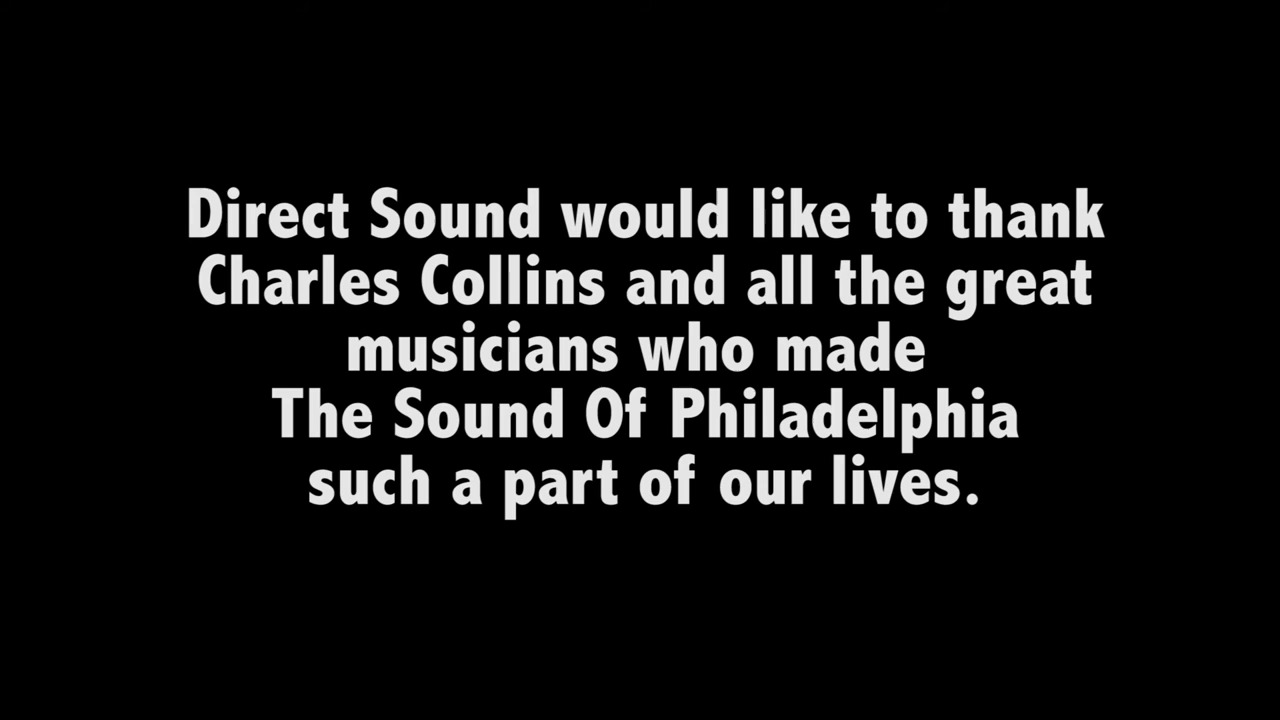 Direct Sound would like to thank
Charles Collins and all the great
musicians who made
The Sound Of Philadelphia
such a part of our lives.